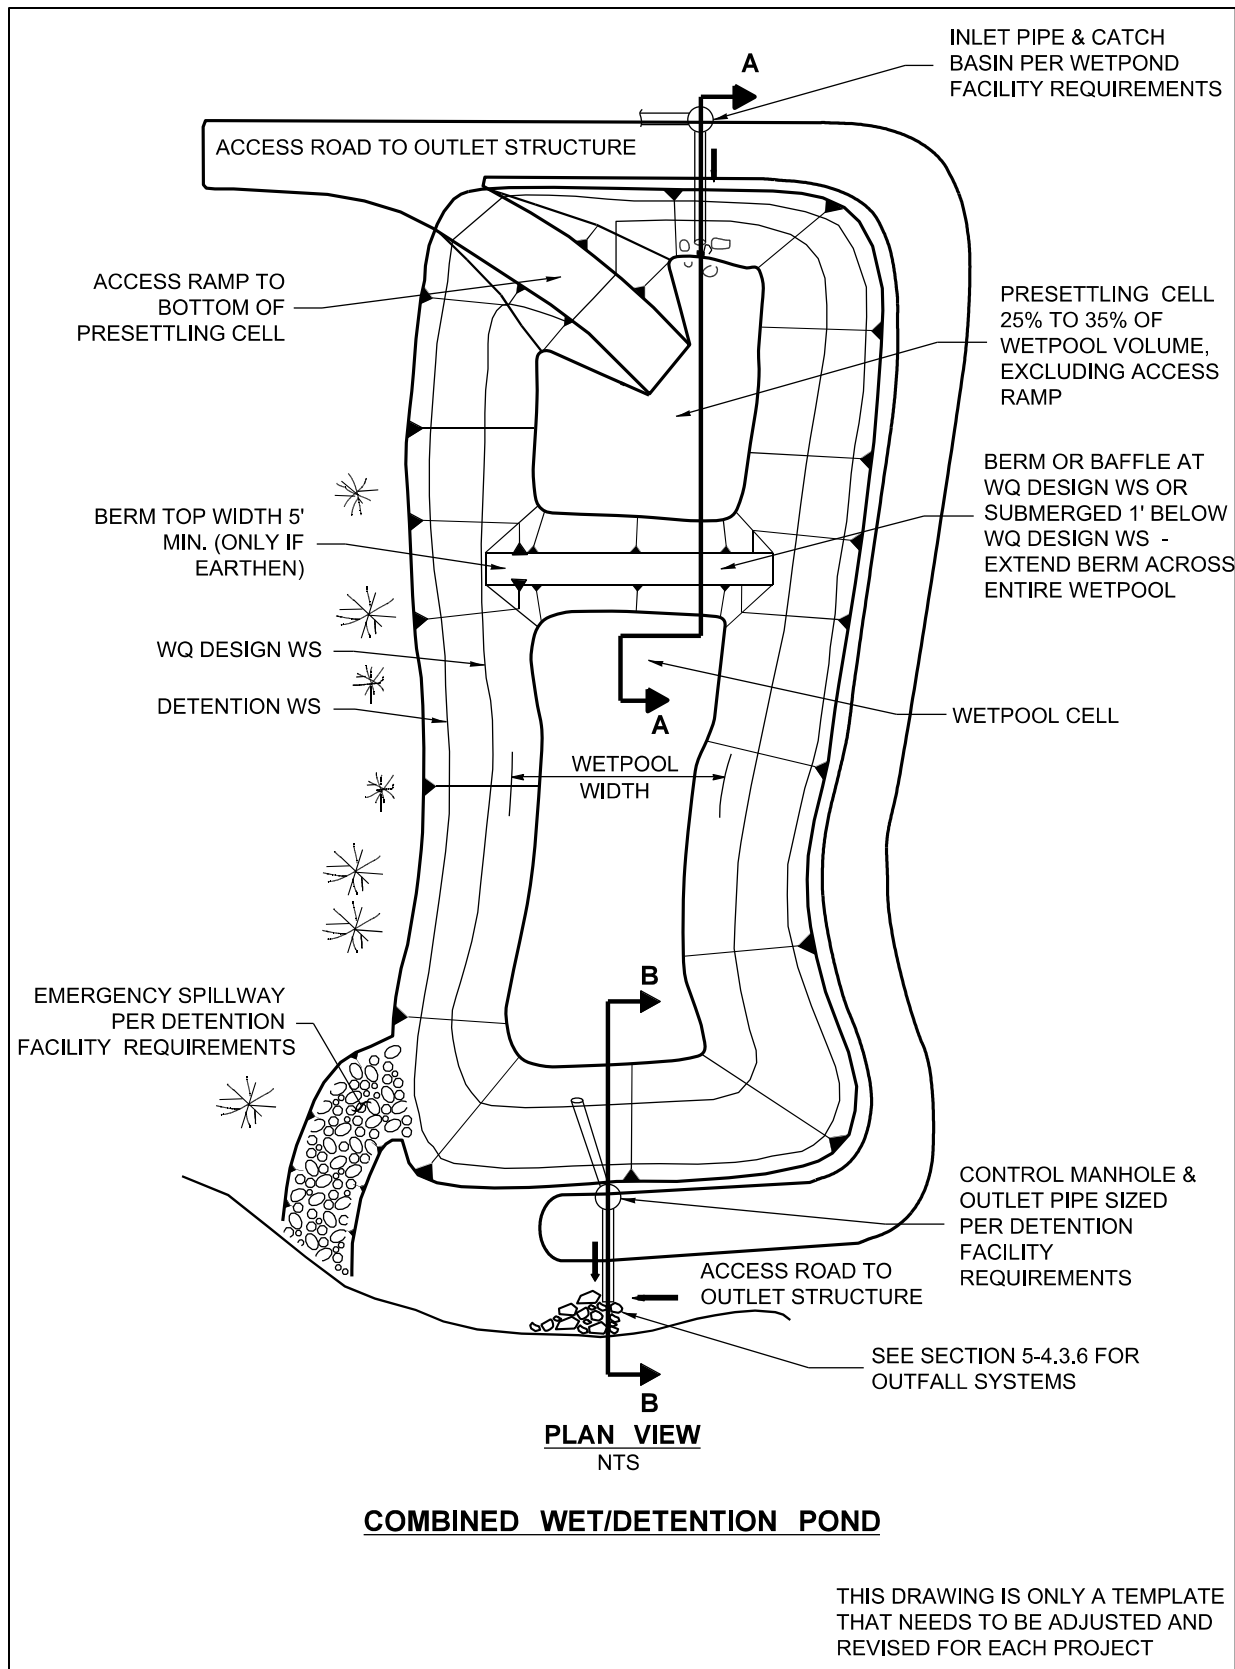 INLET PIPE & CATCH
BASIN PER WETPOND
FACILITY REQUIREMENTS
A
ACCESS ROAD TO OUTLET STRUCTURE
ACCESS RAMP TO
BOTTOM OF
PRESETTLING CELL
PRESETTLING CELL
25% TO 35% OF
WETPOOL VOLUME,
EXCLUDING ACCESS
RAMP
BERM OR BAFFLE AT
WQ DESIGN WS OR
SUBMERGED 1' BELOW
WQ DESIGN WS -
EXTEND BERM ACROSS
ENTIRE WETPOOL
BERM TOP WIDTH 5'
MIN. (ONLY IF
EARTHEN)
WQ DESIGN WS
DETENTION WS
A
WETPOOL CELL
WETPOOL
WIDTH
B
EMERGENCY SPILLWAY
PER DETENTION
FACILITY REQUIREMENTS
CONTROL MANHOLE &
OUTLET PIPE SIZED
PER DETENTION
FACILITY
REQUIREMENTS
ACCESS ROAD TO
OUTLET STRUCTURE
SEE SECTION 5-4.3.6 FOR
OUTFALL SYSTEMS
B
PLAN VIEW
NTS
COMBINED WET/DETENTION POND
THIS DRAWING IS ONLY A TEMPLATE
THAT NEEDS TO BE ADJUSTED AND
REVISED FOR EACH PROJECT